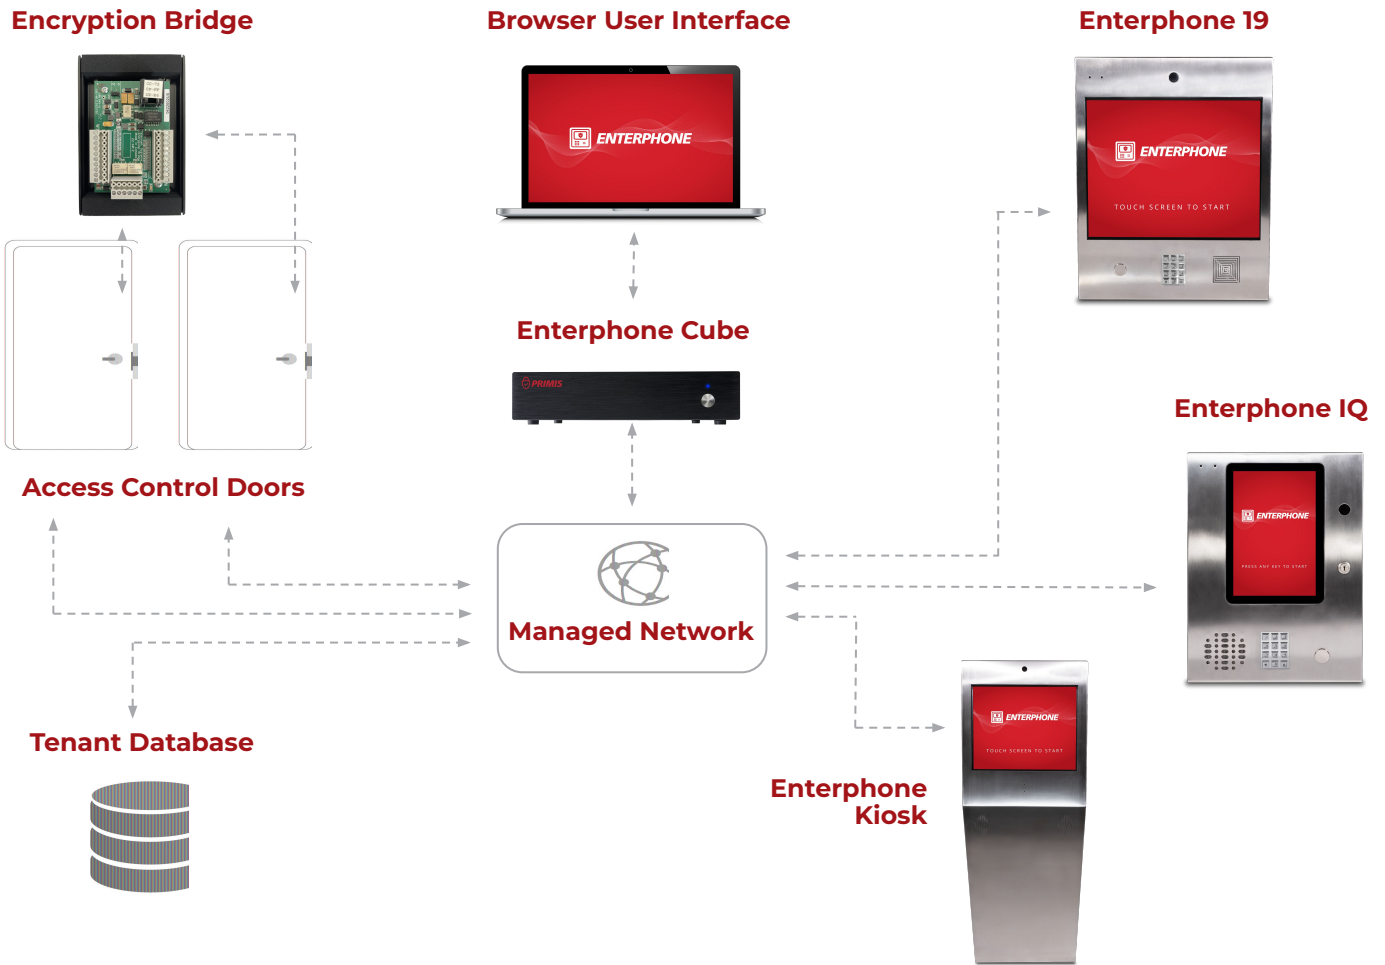 Encryption Bridge
Browser User Interface
Enterphone 19
ENTERPHONE
ENTERPHONE
TOUCH SCREEN TO START
Enterphone Cube
PRIMIS
Enterphone IQ
ENTERPHONE
PRESS ANY KEY TO START
Access Control Doors
Managed Network
Tenant Database
ENTERPHONE
TOUCH SCREEN TO START
Enterphone
Kiosk